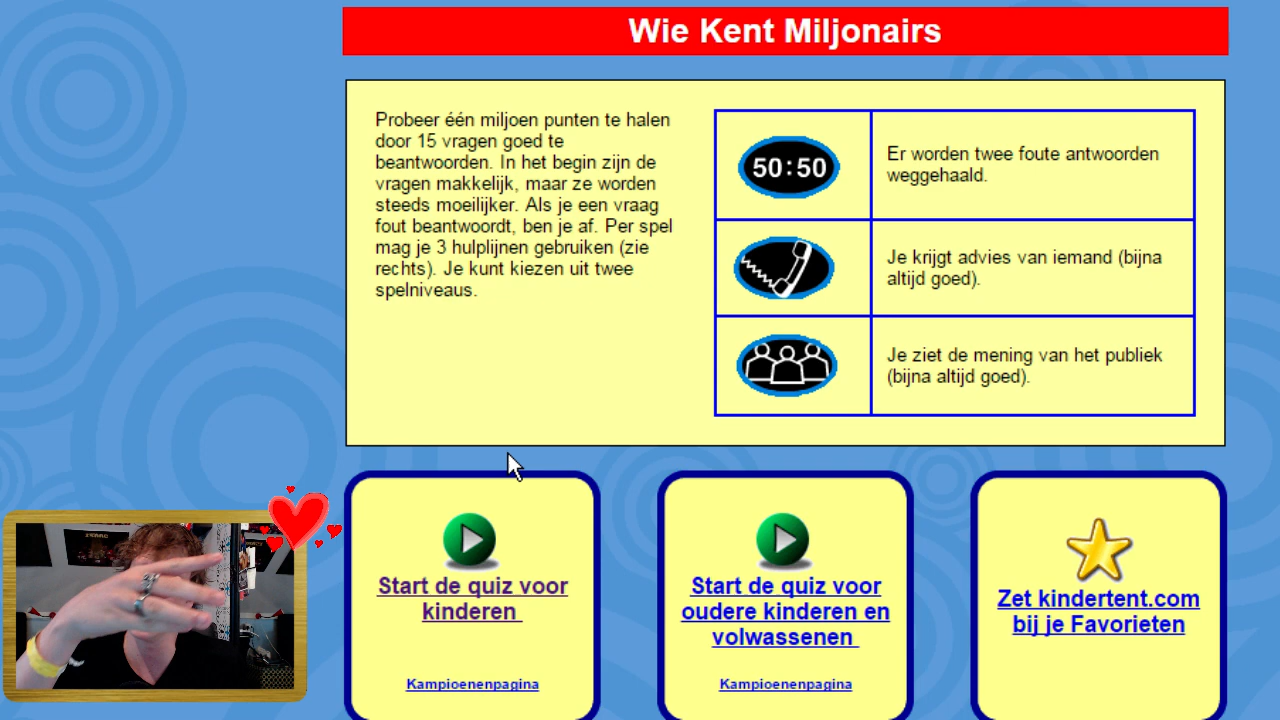 Wie Kent Miljonairs
Probeer één miljoen punten te halen
door 15 vragen goed te
beantwoorden. In het begin zijn de
vragen makkelijk, maar ze worden
steeds moeilijker. Als je een vraag
fout beantwoordt, ben je af. Per spel
mag je 3 hulplijnen gebruiken (zie
rechts). Je kunt kiezen uit twee
spelniveaus.
50:50
Er worden twee foute antwoorden
weggehaald.
Je krijgt advies van iemand (bijna
altijd goed).
Je ziet de mening van het publiek
(bijna altijd goed).
Start de quiz voor
kinderen
Kampioenenpagina
Start de quiz voor
oudere kinderen en
volwassenen
Kampioenenpagina
Zet kindertent.com
bij je Favorieten